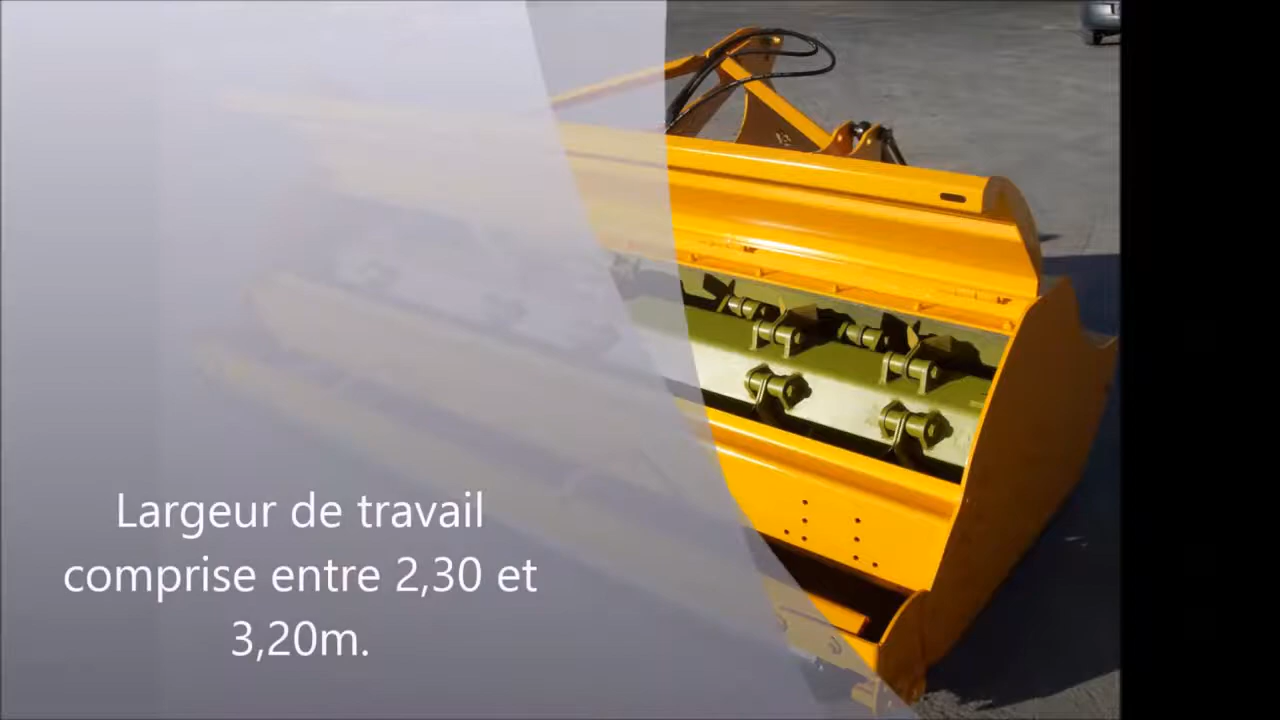 Largeur de travail
comprise entre 2,30 et
3,20m.